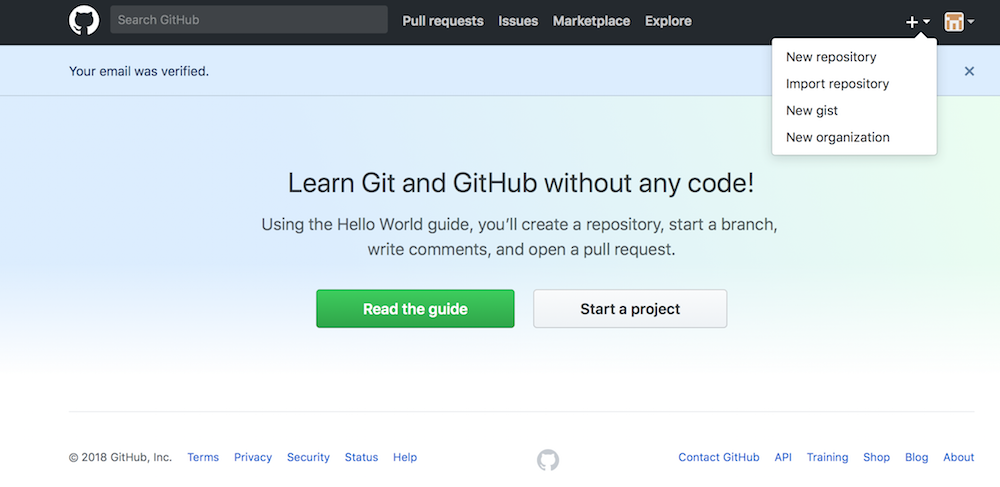 Search GitHub
Pull requests
Issues
Marketplace
Explore
New repository
Import repository
New gist
New organization
Your email was verified.
Learn Git and GitHub without any code!
Using the Hello World guide, you’ll create a repository, start a branch,
write comments, and open a pull request.
Read the guide
Start a project
© 2018 GitHub, Inc.
Terms
Privacy
Security
Status
Help
Contact GitHub
API
Training
Shop
Blog
About